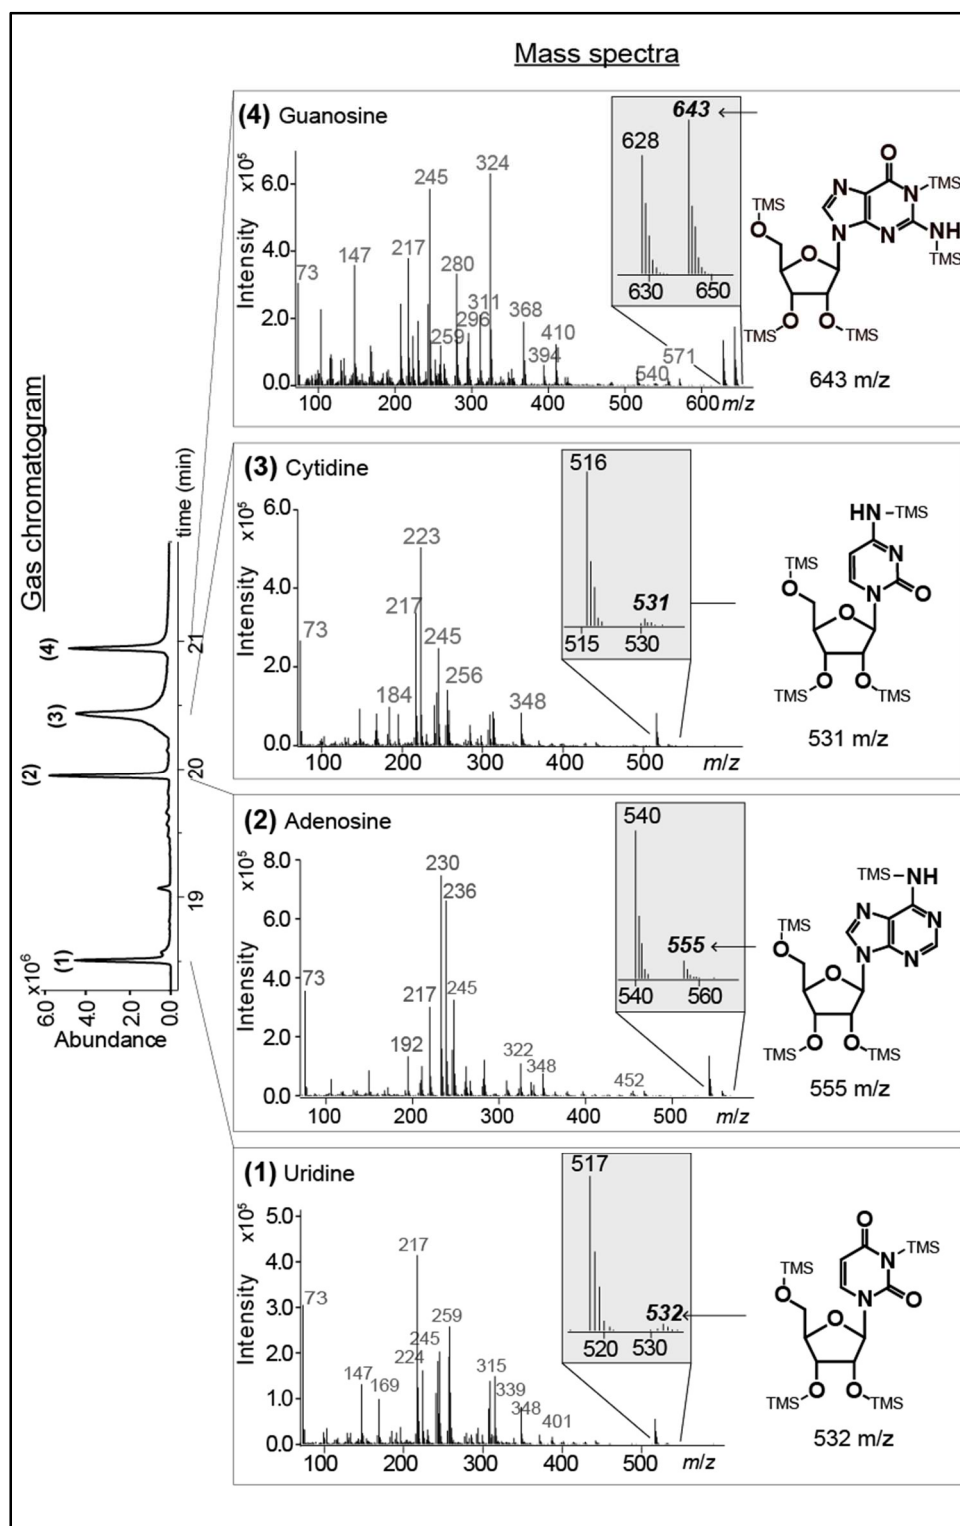 Mass spectra
Gas chromatogram
time (min)
21
20
19
(4)
(3)
(2)
(1)
x10⁶
6.0
4.0
2.0
0.0
Abundance
(4) Guanosine
x10⁵
Intensity
6.0
4.0
2.0
0.0
73
147
217
245
259
280
296
311
324
368
394
410
540
571
100
200
300
400
500
600
m/z
628
643
630
650
O
N
N
TMS
N
N
NH
TMS
TMS
O
O
TMS
O
O
TMS
643 m/z
(3) Cytidine
x10⁵
Intensity
6.0
4.0
2.0
0.0
73
184
217
223
245
256
348
100
200
300
400
500
m/z
516
531
515
530
HN
TMS
N
N
O
TMS
O
O
TMS
O
O
TMS
531 m/z
(2) Adenosine
x10⁵
Intensity
8.0
6.0
4.0
2.0
0.0
73
192
217
230
236
245
322
348
452
100
200
300
400
500
m/z
540
555
540
560
TMS
NH
N
N
N
N
TMS
O
O
TMS
O
O
TMS
555 m/z
(1) Uridine
x10⁵
Intensity
5.0
4.0
3.0
2.0
1.0
0.0
73
147
169
217
224
245
259
315
339
348
401
100
200
300
400
500
m/z
517
532
520
530
O
N
TMS
N
O
TMS
O
O
TMS
O
O
TMS
532 m/z